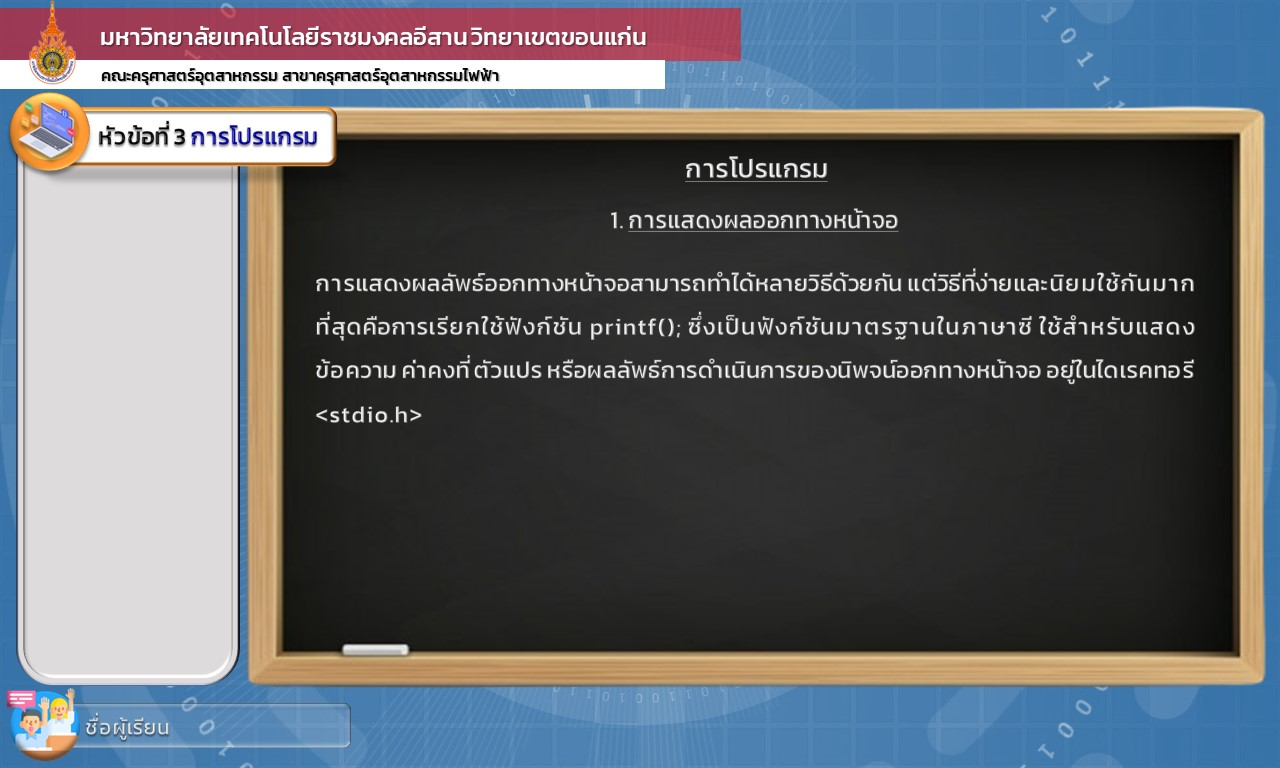 มหาวิทยาลัยเทคโนโลยีราชมงคลอีสาน วิทยาเขตขอนแก่น
คณะครุศาสตร์อุตสาหกรรม สาขาครุศาสตร์อุตสาหกรรมไฟฟ้า
หัวข้อที่ 3 การโปรแกรม
การโปรแกรม
1. การแสดงผลออกทางหน้าจอ
การแสดงผลลัพธ์ออกทางหน้าจอสามารถทำได้หลายวิธีด้วยกัน แต่วิธีที่ง่ายและนิยมใช้กันมาก
ที่สุดคือการเรียกใช้ฟังก์ชัน printf(); ซึ่งเป็นฟังก์ชันมาตรฐานในภาษาซี ใช้สำหรับแสดง
ข้อความ ค่าคงที่ ตัวแปร หรือผลลัพธ์การดำเนินการของนิพจน์ออกทางหน้าจอ อยู่ในไดเรคทอรี
<stdio.h>
ชื่อผู้เรียน